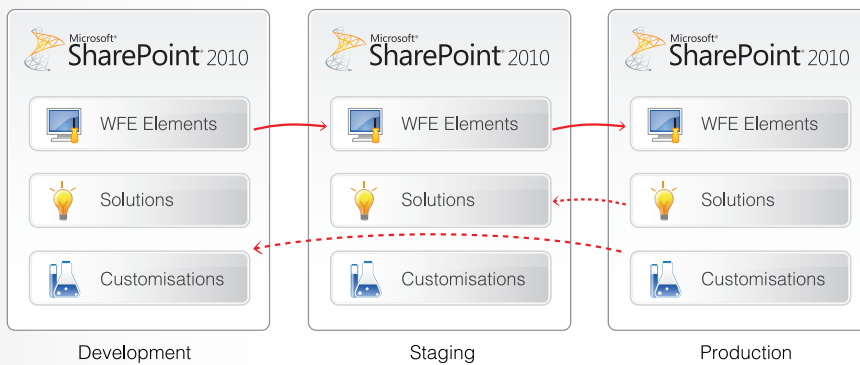 Microsoft®
SharePoint® 2010
WFE Elements
Solutions
Customisations
Development
Microsoft®
SharePoint® 2010
WFE Elements
Solutions
Customisations
Staging
Microsoft®
SharePoint® 2010
WFE Elements
Solutions
Customisations
Production